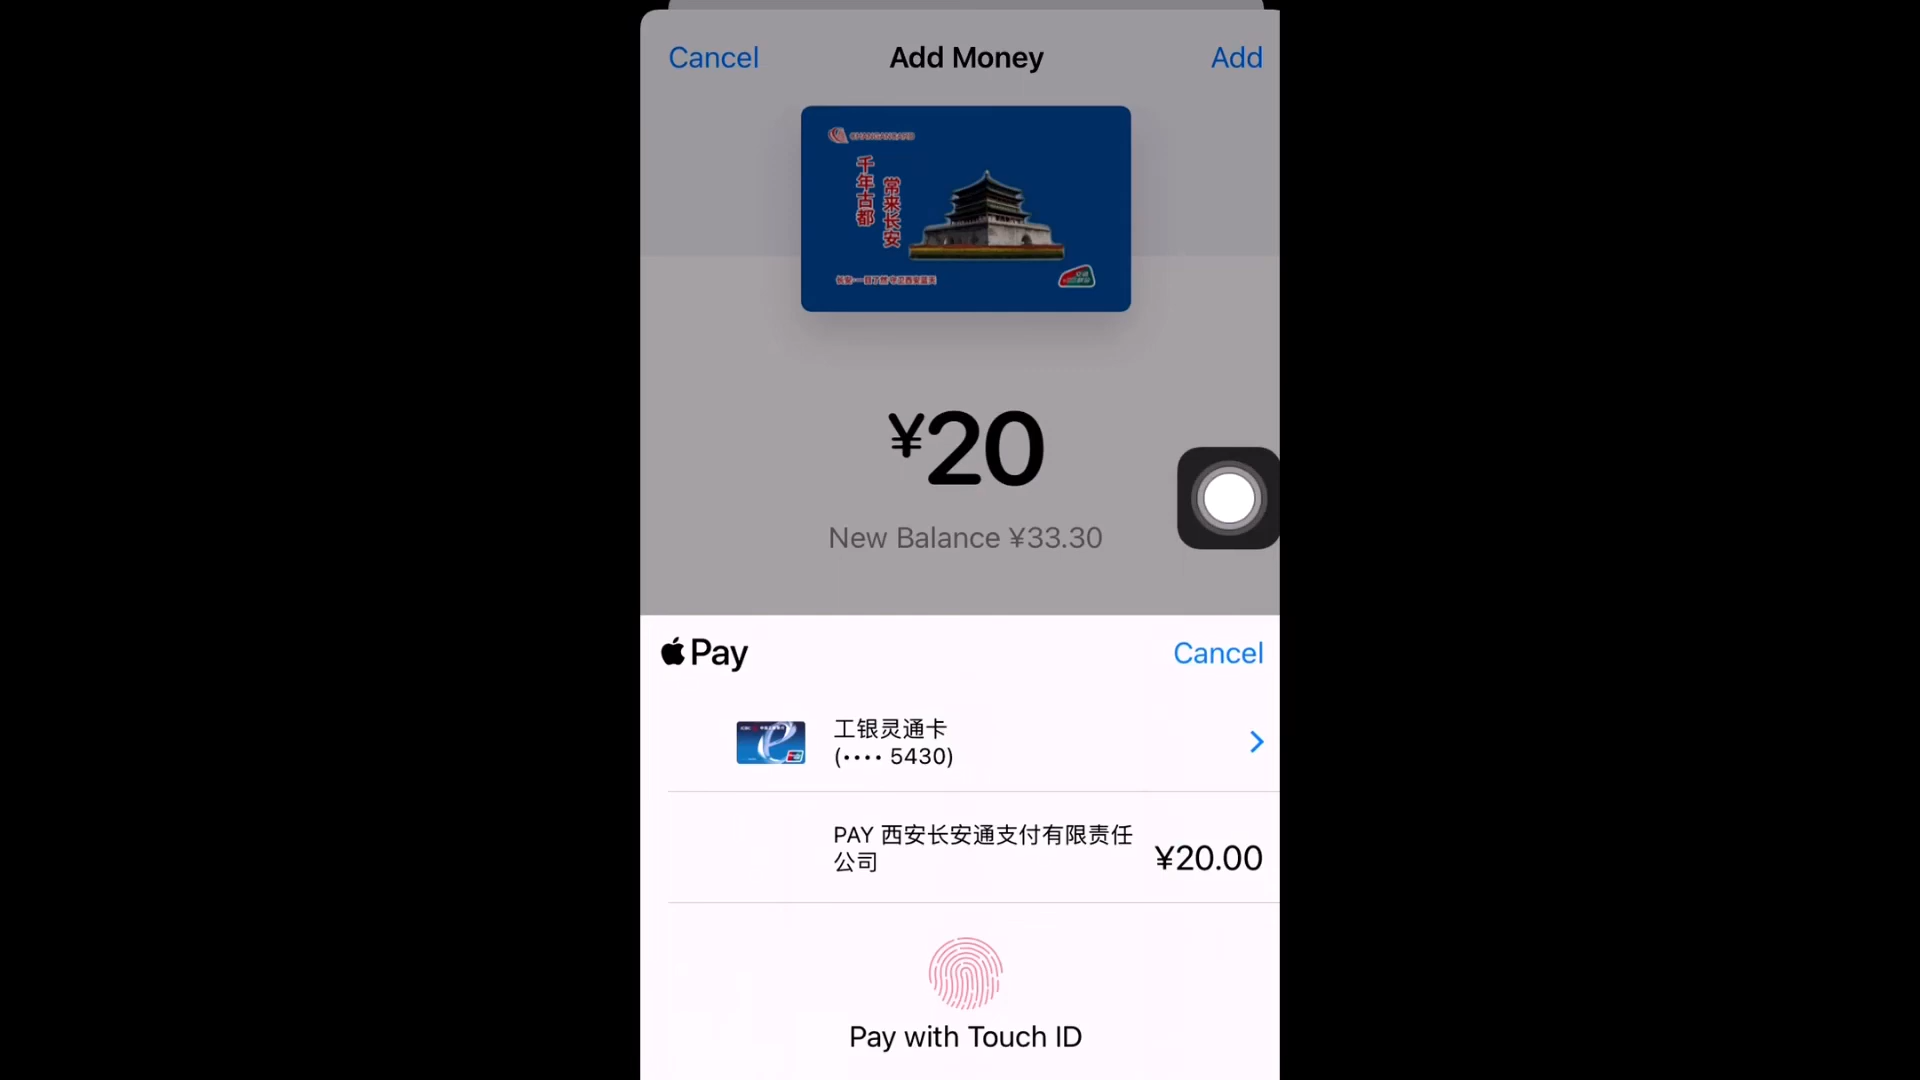 Cancel
Add Money
Add
CHANGANCARD
千年古都
常来长安
¥20
New Balance ¥33.30
Pay
Cancel
工银灵通卡
(•••• 5430)
PAY 西安长安通支付有限责任
公司
¥20.00
Pay with Touch ID